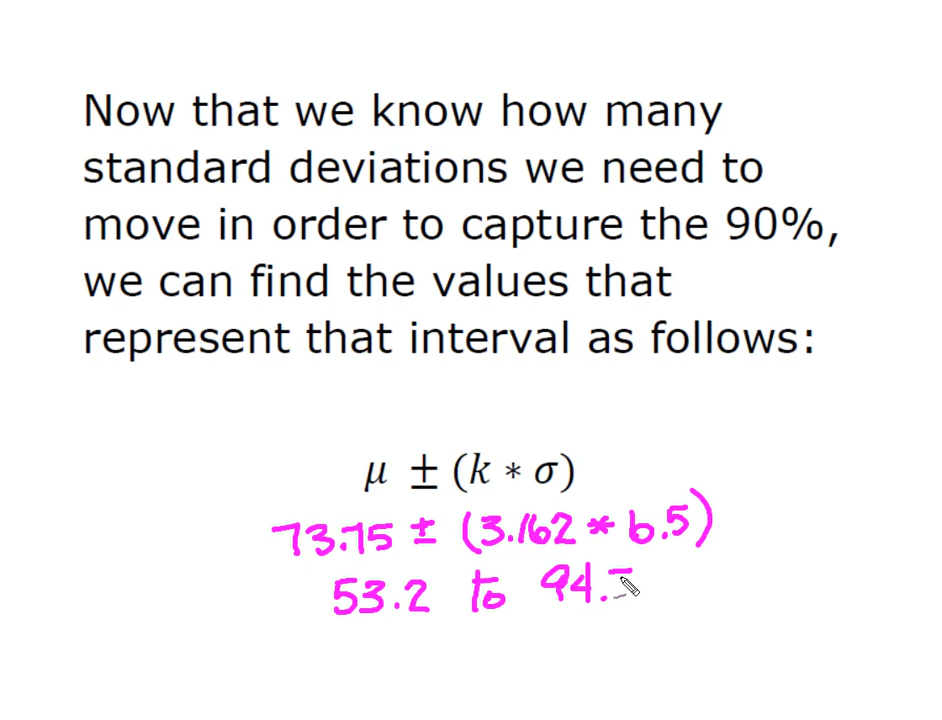 Now that we know how many
standard deviations we need to
move in order to capture the 90%,
we can find the values that
represent that interval as follows:
μ ± (k * σ)
73.75 ± (3.162 * 6.5)
53.2 to 94.